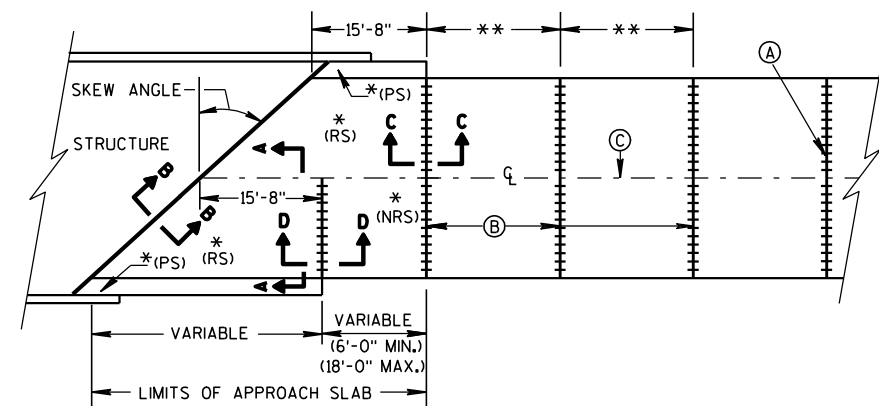 15'-8"
**
**
A
SKEW ANGLE
*(PS)
*
(RS)
C
C
STRUCTURE
A
C
CL
B
15'-8"
*
(NRS)
B
B
D
D
*
(RS)
*(PS)
A
VARIABLE
VARIABLE
(6'-0" MIN.)
(18'-0" MAX.)
LIMITS OF APPROACH SLAB